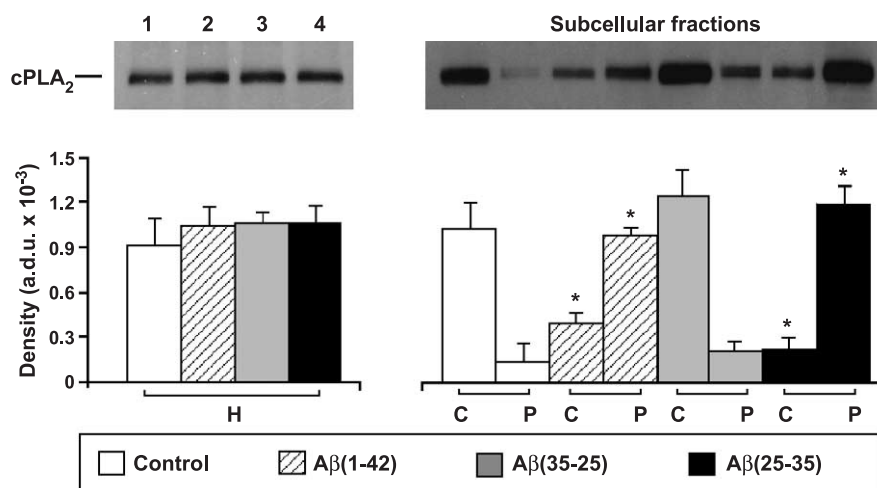 1 2 3 4
Subcellular fractions
cPLA₂
Density (a.d.u. x 10⁻³)
1.5
1.2
0.9
0.6
0.3
0
* * * *
H
C P C P C P C P
Control Aβ(1-42) Aβ(35-25) Aβ(25-35)